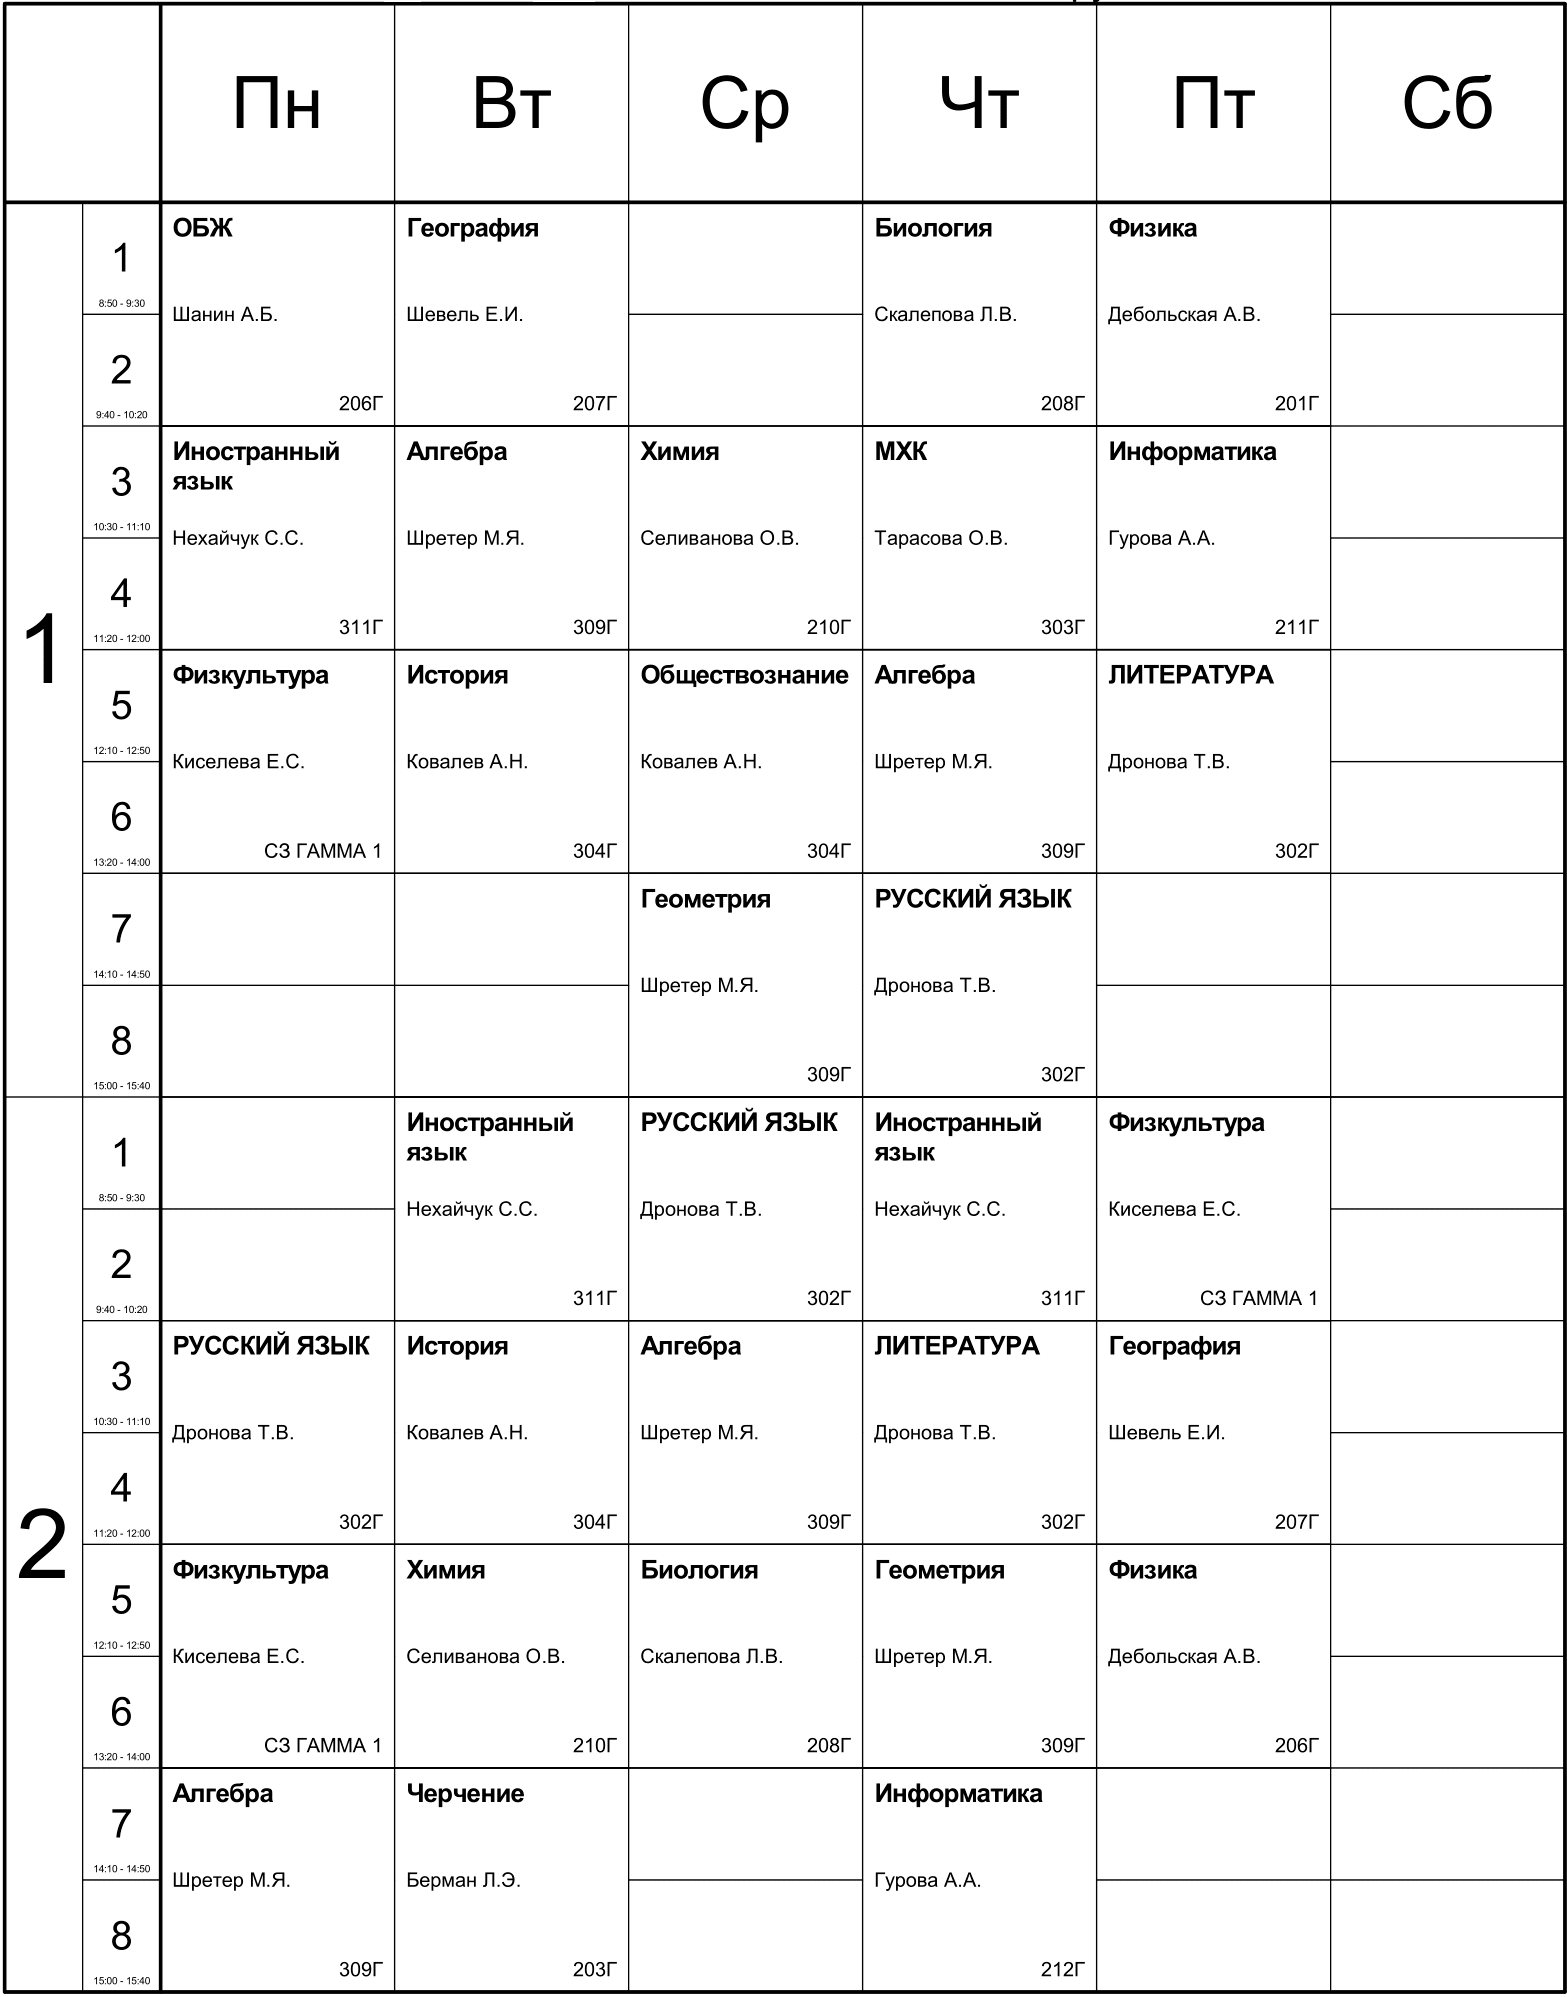 Пн Вт Ср Чт Пт Сб
1
1
8:50 - 9:30
2
9:40 - 10:20
ОБЖ
Шанин А.Б.
206Г
География
Шевель Е.И.
207Г
Биология
Скалепова Л.В.
208Г
Физика
Дебольская А.В.
201Г
3
10:30 - 11:10
4
11:20 - 12:00
Иностранный
язык
Нехайчук С.С.
311Г
Алгебра
Шретер М.Я.
309Г
Химия
Селиванова О.В.
210Г
МХК
Тарасова О.В.
303Г
Информатика
Гурова А.А.
211Г
5
12:10 - 12:50
6
13:20 - 14:00
Физкультура
Киселева Е.С.
СЗ ГАММА 1
История
Ковалев А.Н.
304Г
Обществознание
Ковалев А.Н.
304Г
Алгебра
Шретер М.Я.
309Г
ЛИТЕРАТУРА
Дронова Т.В.
302Г
7
14:10 - 14:50
8
15:00 - 15:40
Геометрия
Шретер М.Я.
309Г
РУССКИЙ ЯЗЫК
Дронова Т.В.
302Г
2
1
8:50 - 9:30
2
9:40 - 10:20
Иностранный
язык
Нехайчук С.С.
311Г
РУССКИЙ ЯЗЫК
Дронова Т.В.
302Г
Иностранный
язык
Нехайчук С.С.
311Г
Физкультура
Киселева Е.С.
СЗ ГАММА 1
3
10:30 - 11:10
4
11:20 - 12:00
РУССКИЙ ЯЗЫК
Дронова Т.В.
302Г
История
Ковалев А.Н.
304Г
Алгебра
Шретер М.Я.
309Г
ЛИТЕРАТУРА
Дронова Т.В.
302Г
География
Шевель Е.И.
207Г
5
12:10 - 12:50
6
13:20 - 14:00
Физкультура
Киселева Е.С.
СЗ ГАММА 1
Химия
Селиванова О.В.
210Г
Биология
Скалепова Л.В.
208Г
Геометрия
Шретер М.Я.
309Г
Физика
Дебольская А.В.
206Г
7
14:10 - 14:50
8
15:00 - 15:40
Алгебра
Шретер М.Я.
309Г
Черчение
Берман Л.Э.
203Г
Информатика
Гурова А.А.
212Г